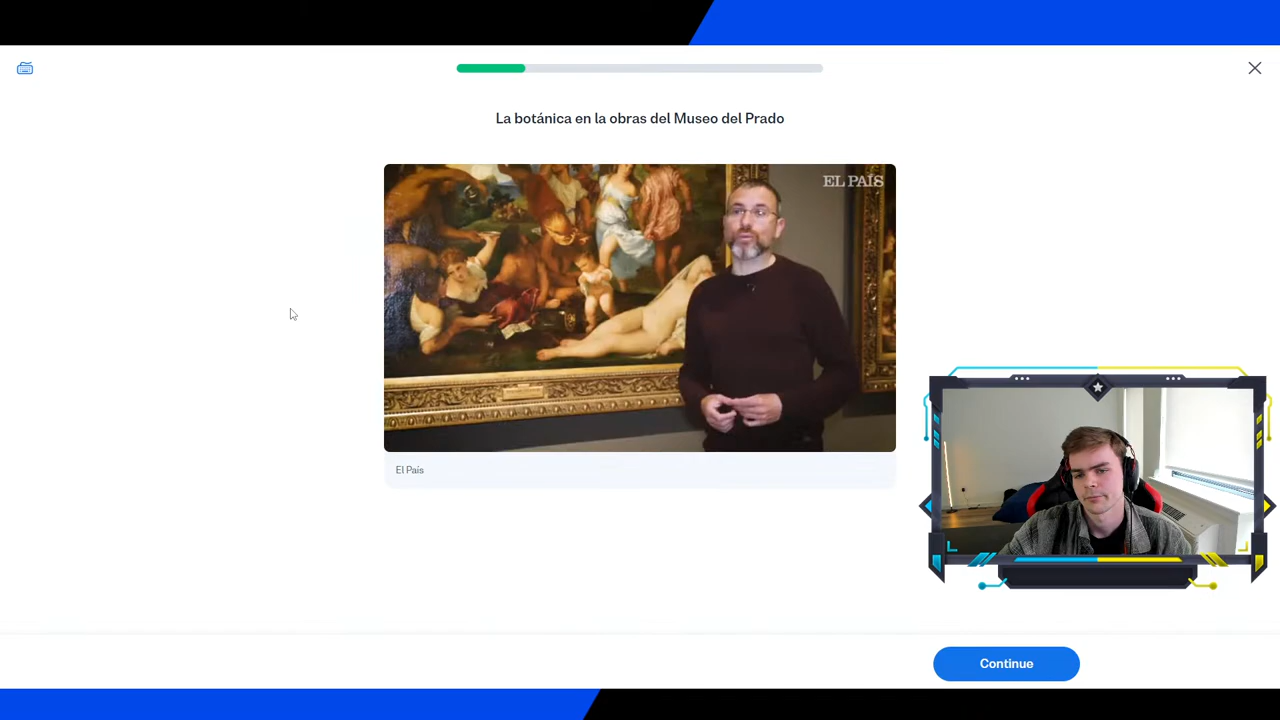 La botánica en la obras del Museo del Prado
EL PAÍS
El País
Continue